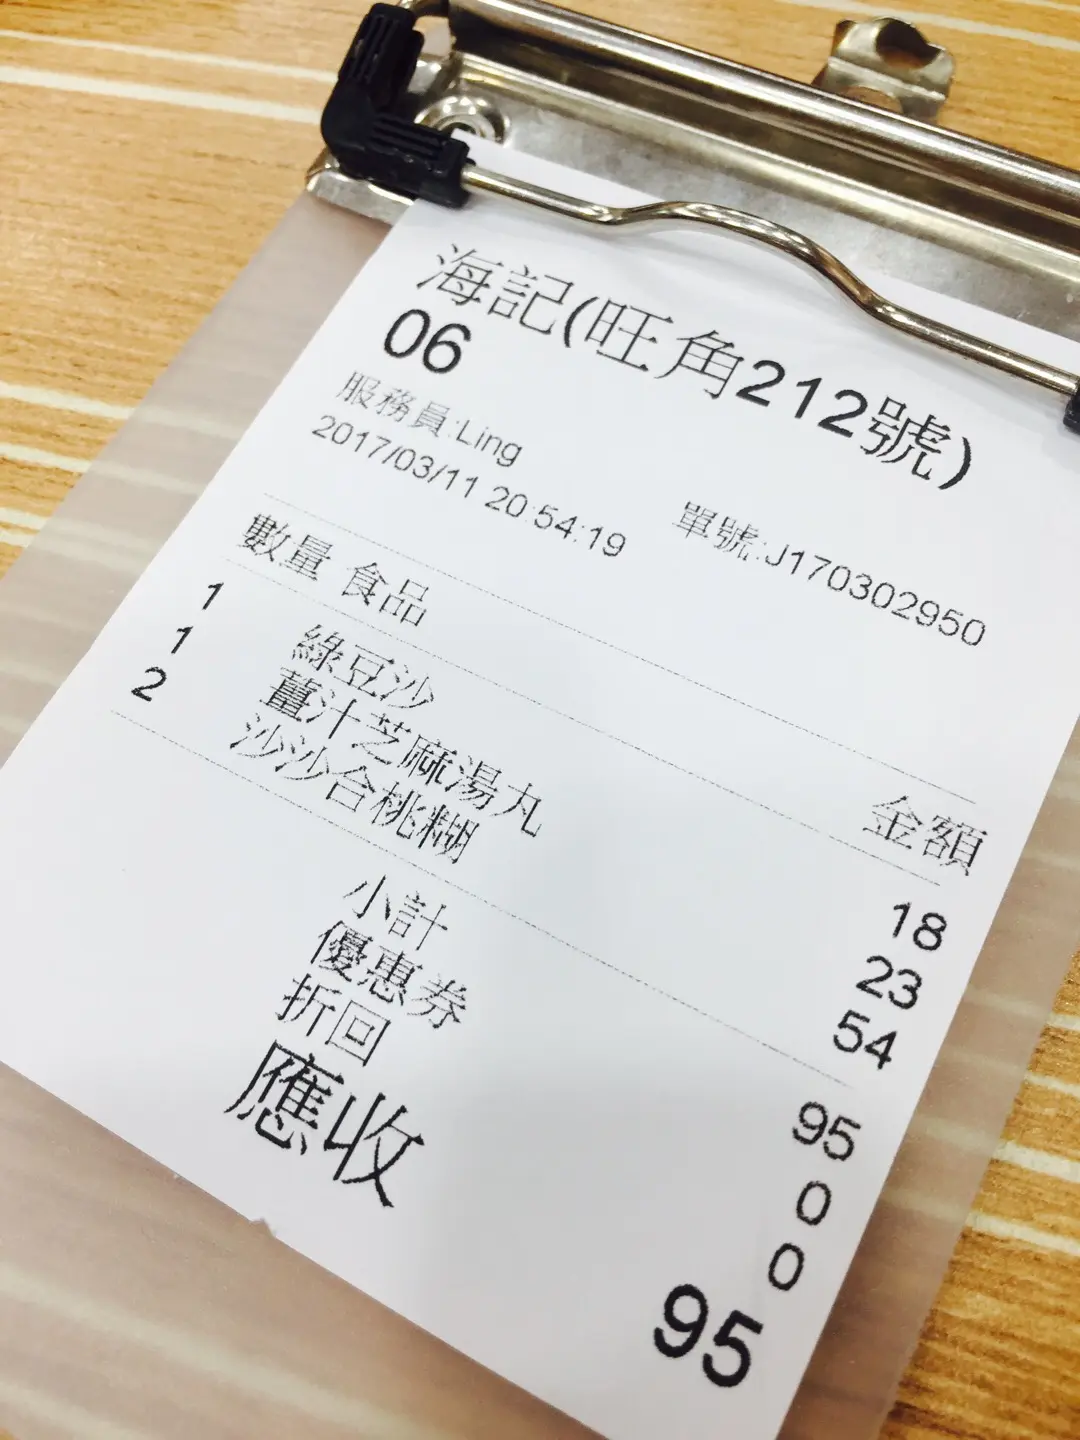 海記(旺角212號)
06
服務員:Ling
2017/03/11 20:54:19 單號:J170302950
數量 食品 金額
1 綠豆沙 18
1 薑汁芝麻湯丸 23
2 沙沙合桃糊 54
小計 95
優惠券 0
折回 0
應收 95